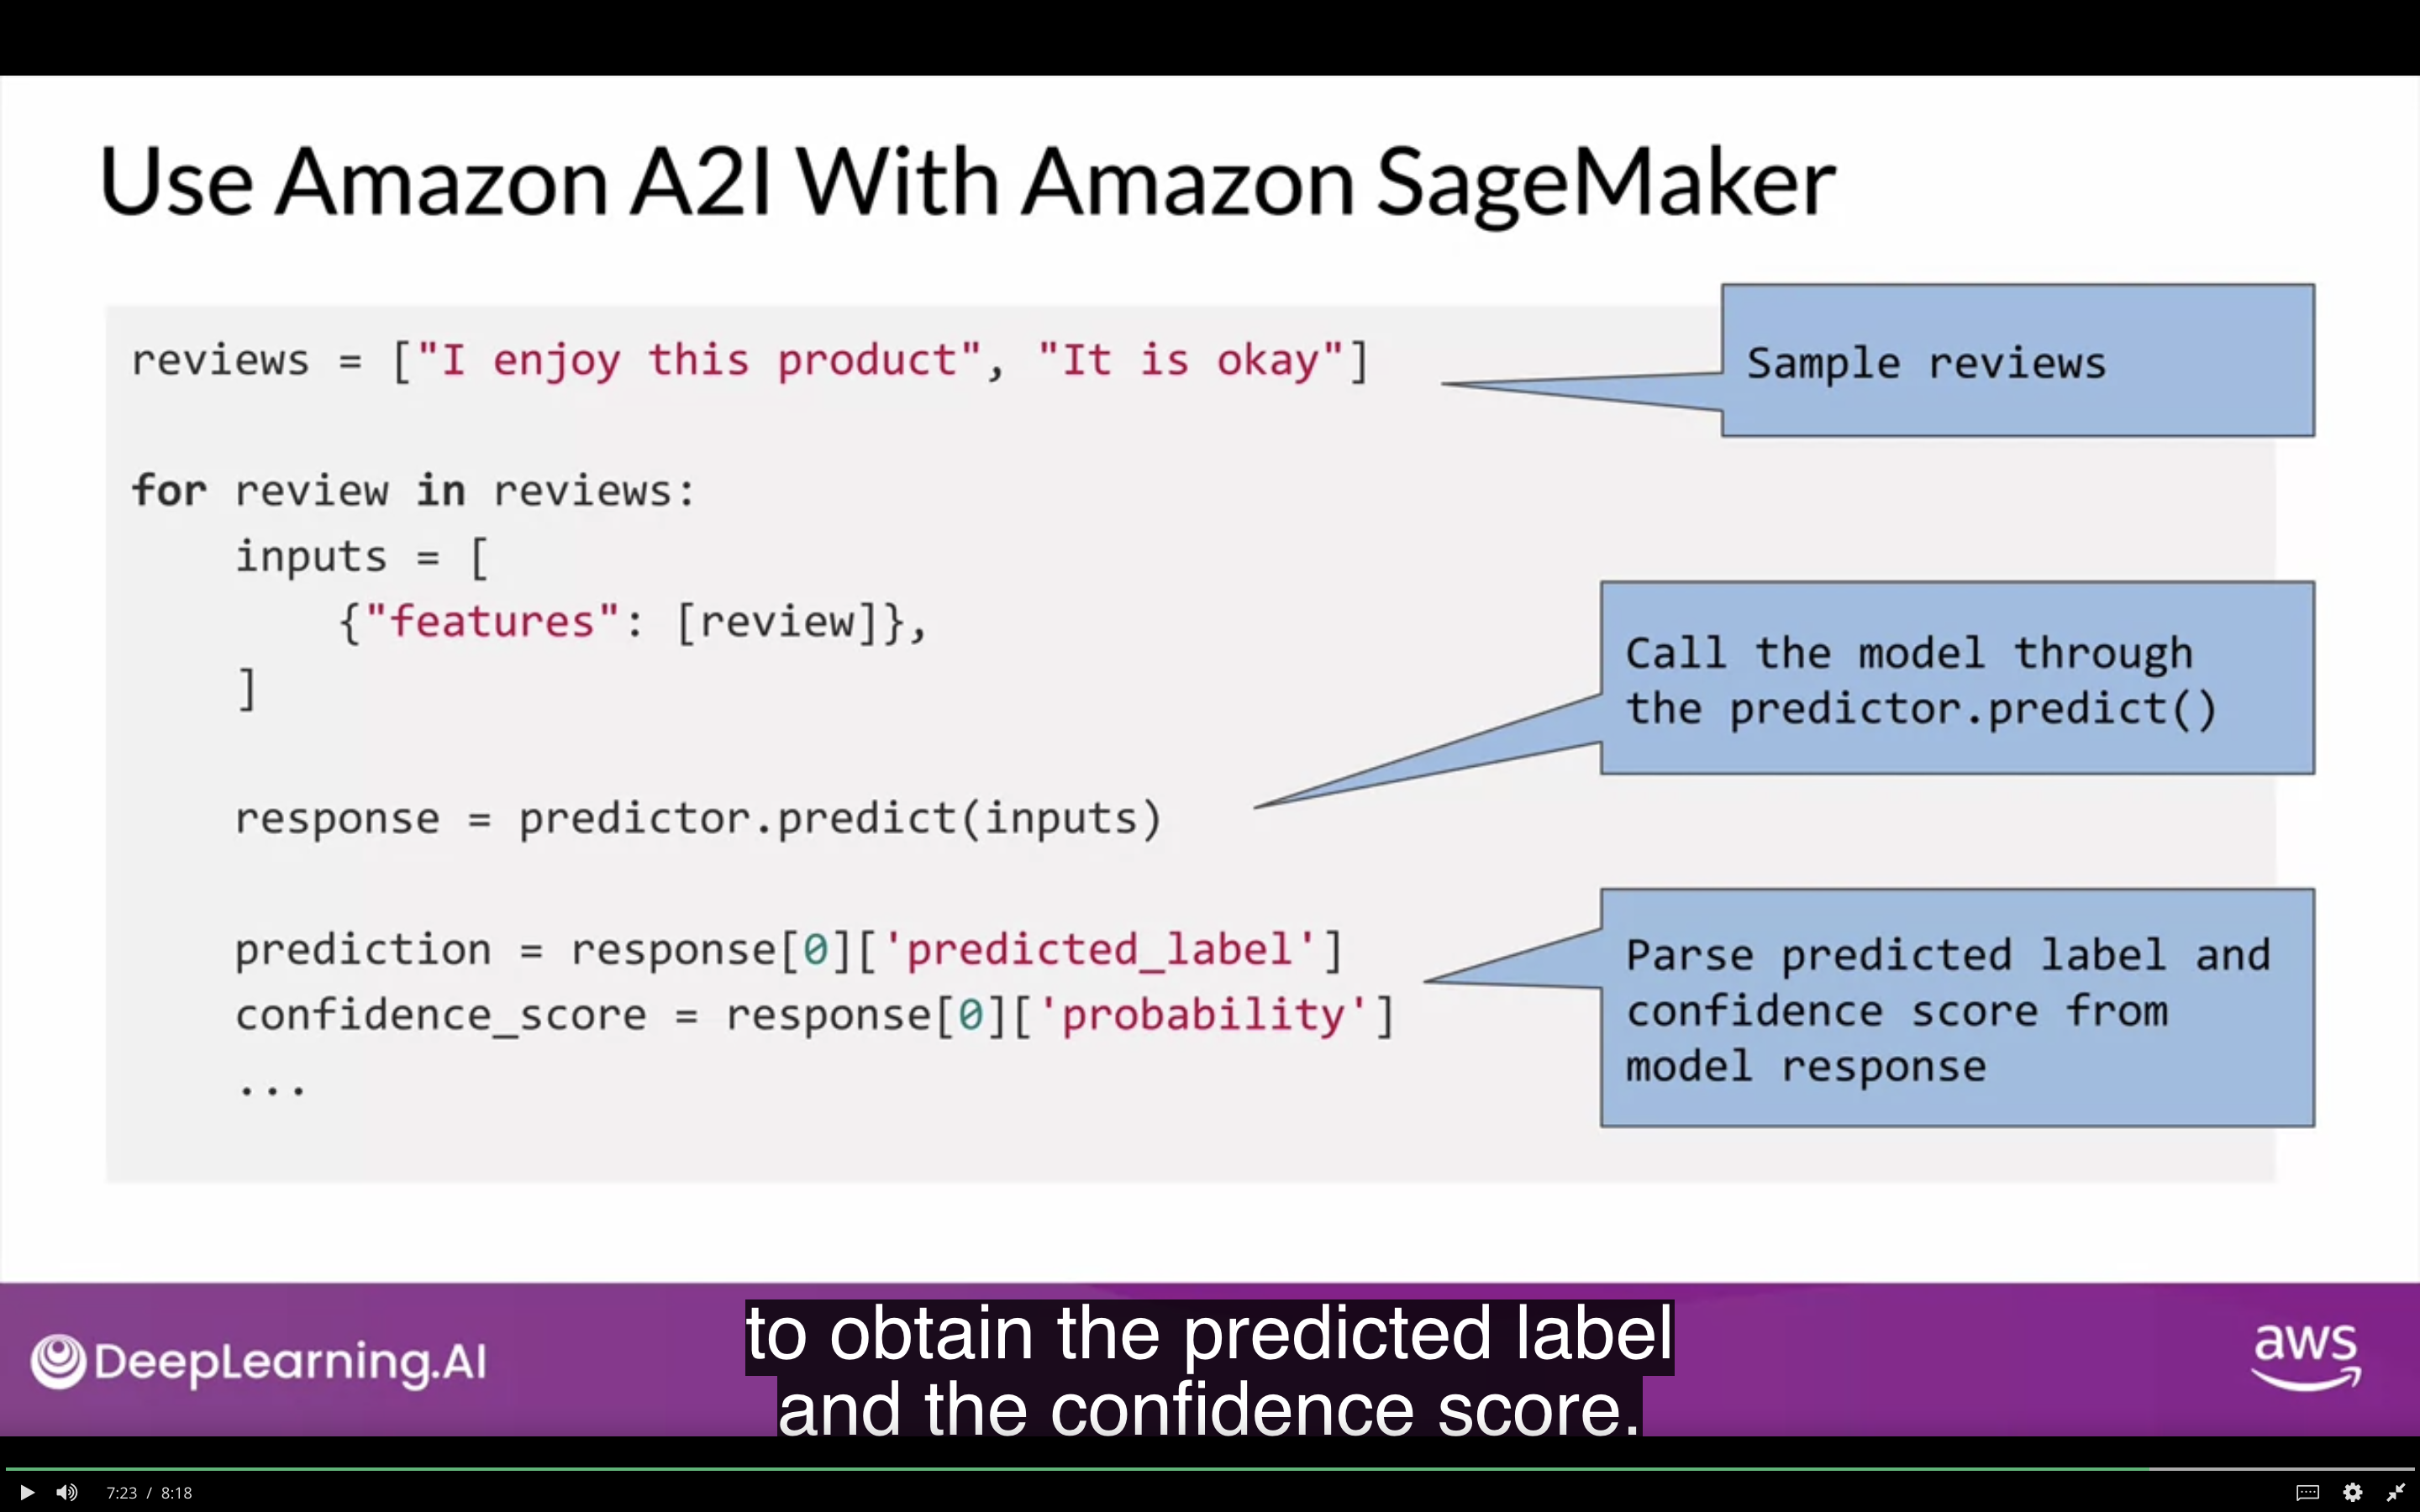 Use Amazon A2I With Amazon SageMaker
reviews = ["I enjoy this product", "It is okay"]
Sample reviews
for review in reviews:
    inputs = [
        {"features": [review]},
    ]
Call the model through
the predictor.predict()
    response = predictor.predict(inputs)
    prediction = response[0]['predicted_label']
    confidence_score = response[0]['probability']
    ...
Parse predicted label and
confidence score from
model response
DeepLearning.AI
to obtain the predicted label
and the confidence score.
aws
7:23 / 8:18